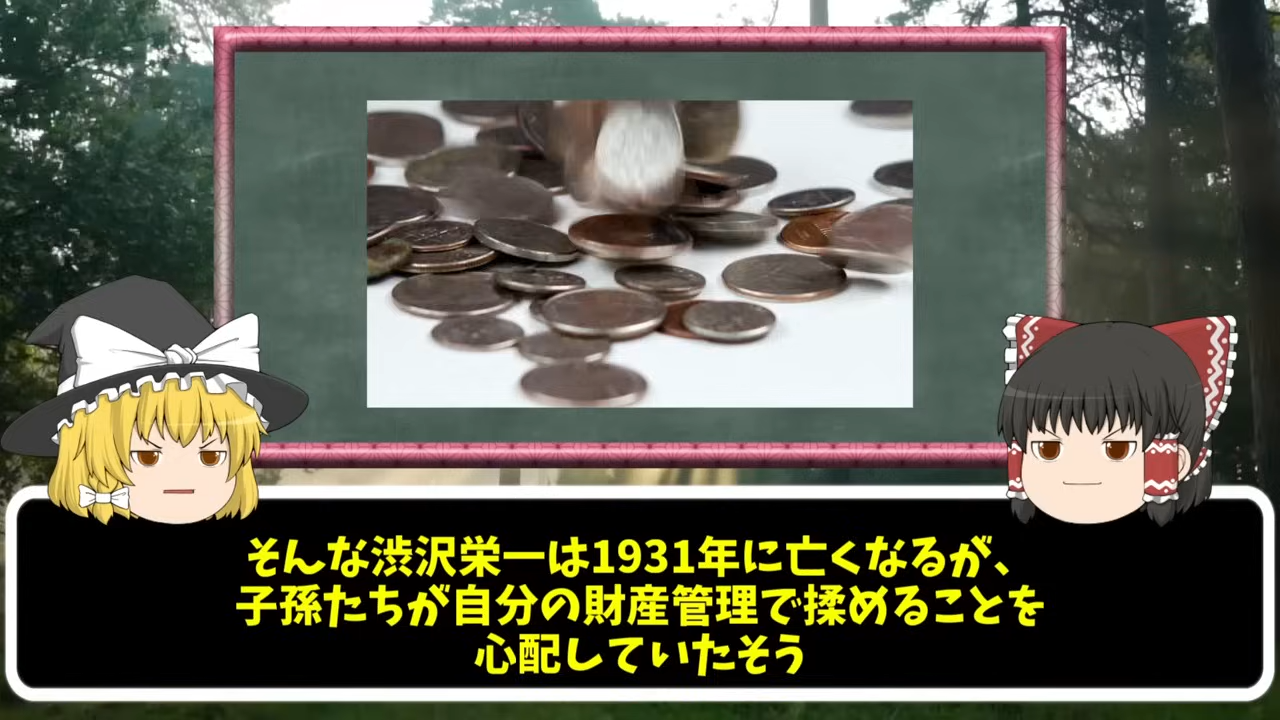 そんな渋沢栄一は1931年に亡くなるが、
子孫たちが自分の財産管理で揉めることを
心配していたそう